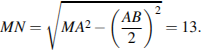 MN = √(MA² − (AB/2)²) = 13.